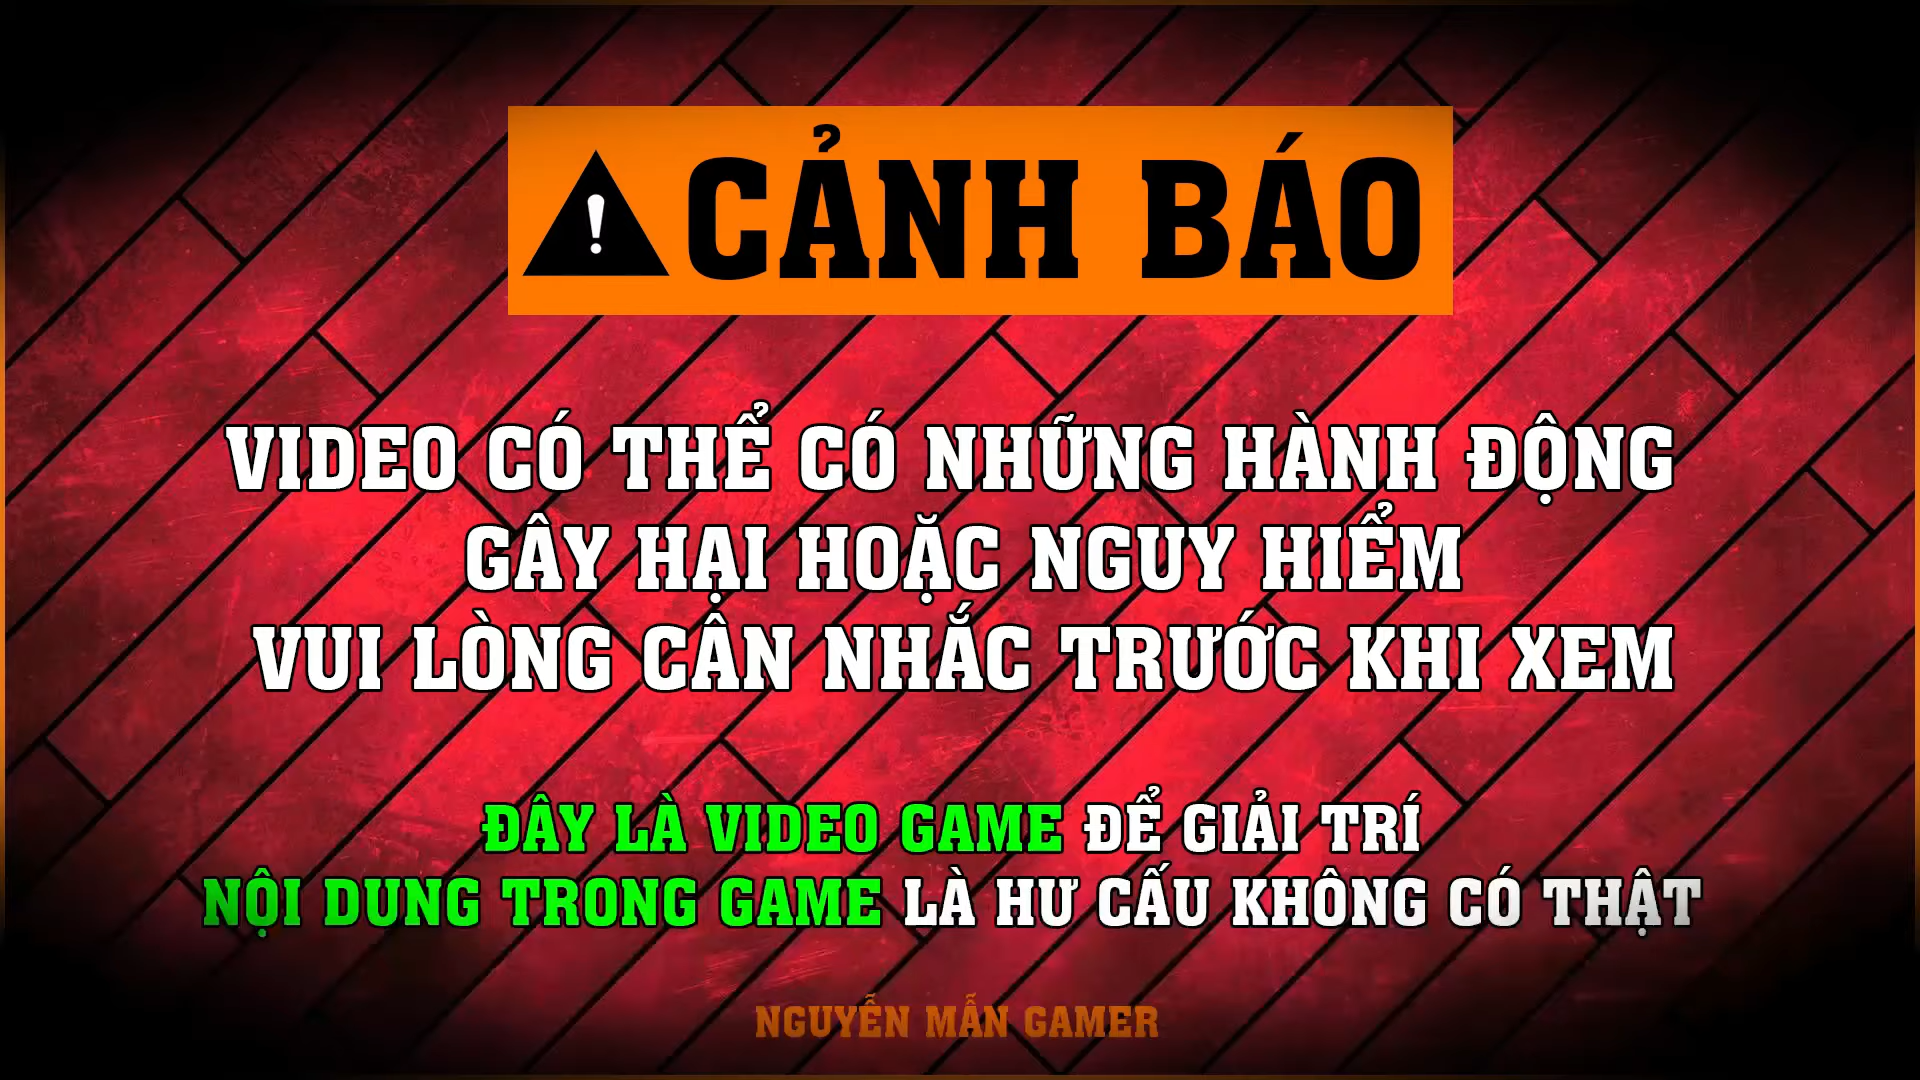 CẢNH BÁO
VIDEO CÓ THỂ CÓ NHỮNG HÀNH ĐỘNG
GÂY HẠI HOẶC NGUY HIỂM
VUI LÒNG CÂN NHẮC TRƯỚC KHI XEM
ĐÂY LÀ VIDEO GAME ĐỂ GIẢI TRÍ
NỘI DUNG TRONG GAME LÀ HƯ CẤU KHÔNG CÓ THẬT
NGUYỄN MẪN GAMER